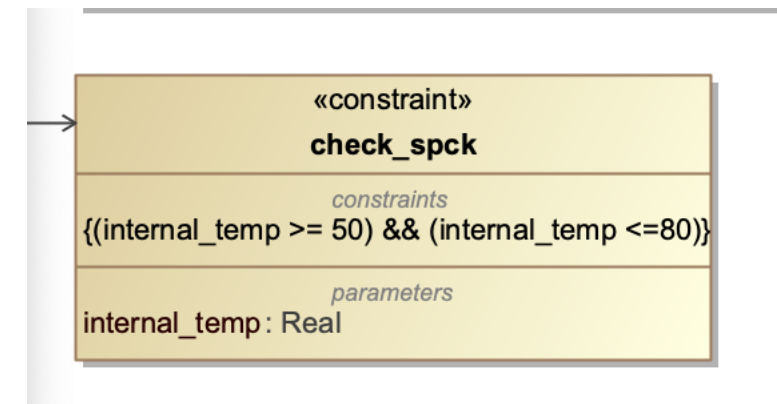 «constraint»
check_spck
constraints
{(internal_temp >= 50) && (internal_temp <=80)}
parameters
internal_temp : Real